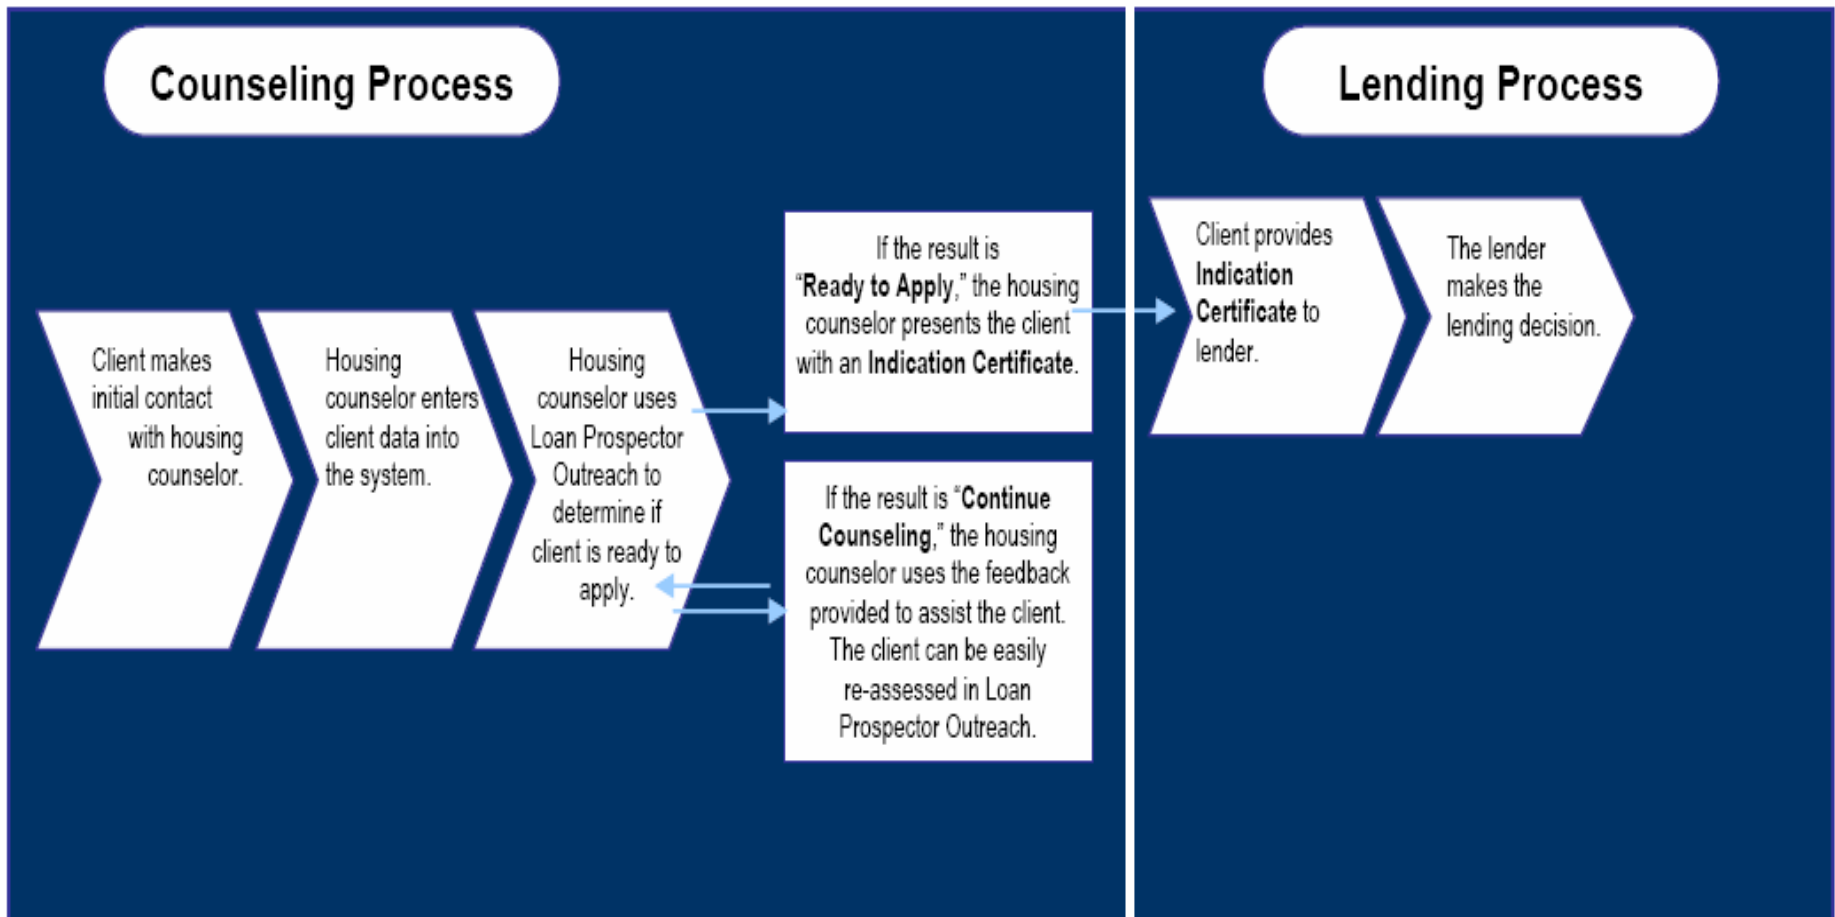 Counseling Process
Client makes
initial contact
with housing
counselor.
Housing
counselor enters
client data into
the system.
Housing
counselor uses
Loan Prospector
Outreach to
determine if
client is ready to
apply.
If the result is
“Ready to Apply,” the housing
counselor presents the client
with an Indication Certificate.
If the result is “Continue
Counseling,” the housing
counselor uses the feedback
provided to assist the client.
The client can be easily
re-assessed in Loan
Prospector Outreach.
Lending Process
Client provides
Indication
Certificate to
lender.
The lender
makes the
lending decision.